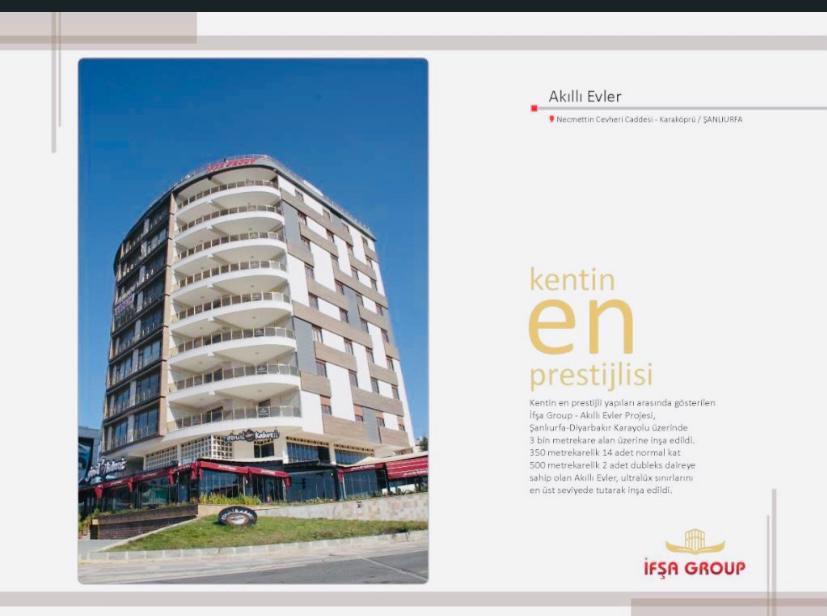 Akıllı Evler
Necmettin Cevheri Caddesi - Karaköprü / ŞANLIURFA
kentin
en
prestijlisi
Kentin en prestijli yapıları arasında gösterilen
İfşa Group - Akıllı Evler Projesi,
Şanlıurfa-Diyarbakır Karayolu üzerinde
3 bin metrekare alan üzerine inşa edildi.
350 metrekarelik 14 adet normal kat
500 metrekarelik 2 adet dubleks daireye
sahip olan Akıllı Evler, ultralüx sınırlarını
en üst seviyede tutarak inşa edildi.
İFŞA GROUP